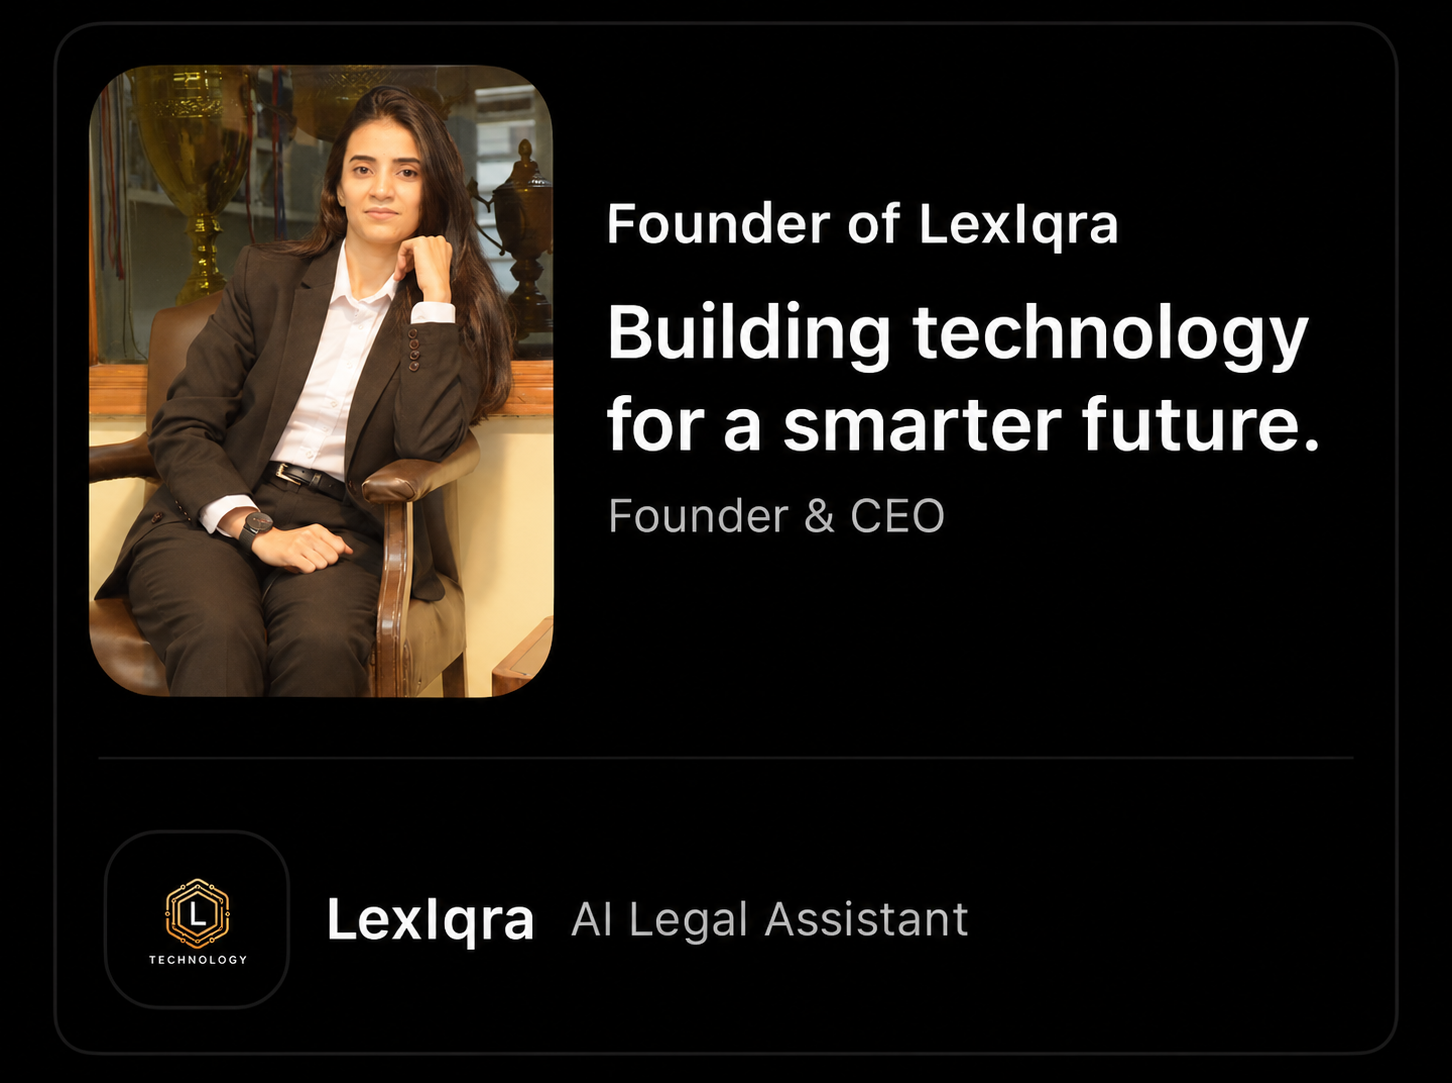 Founder of LexIqra
Building technology
for a smarter future.
Founder & CEO
L
TECHNOLOGY
LexIqra AI Legal Assistant